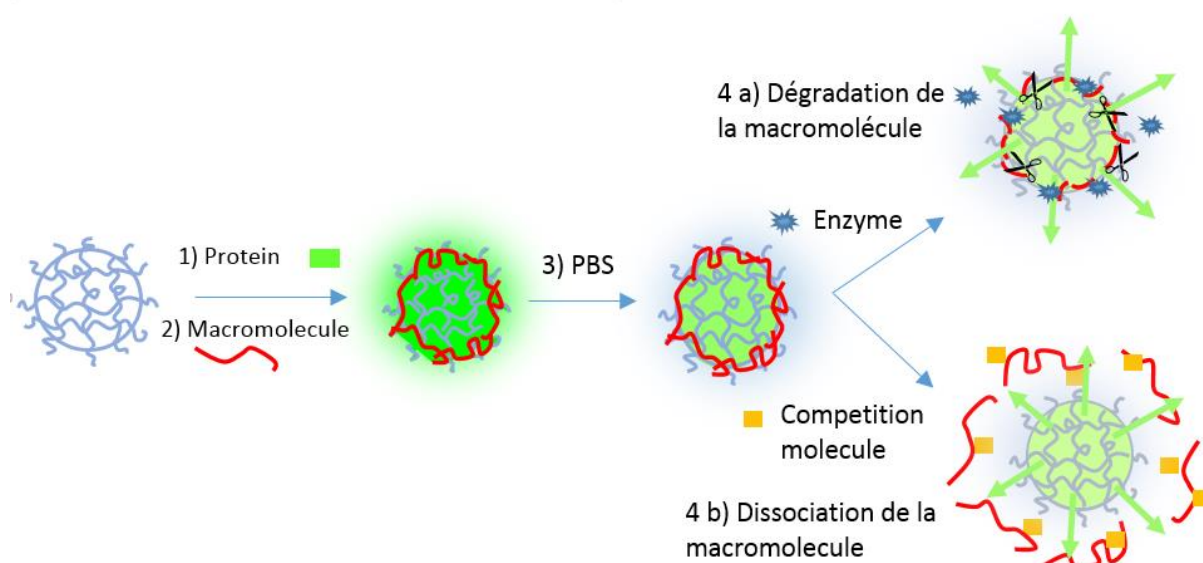 1) Protein
2) Macromolecule
3) PBS
Enzyme
4 a) Dégradation de
la macromolécule
Competition
molecule
4 b) Dissociation de la
macromolecule